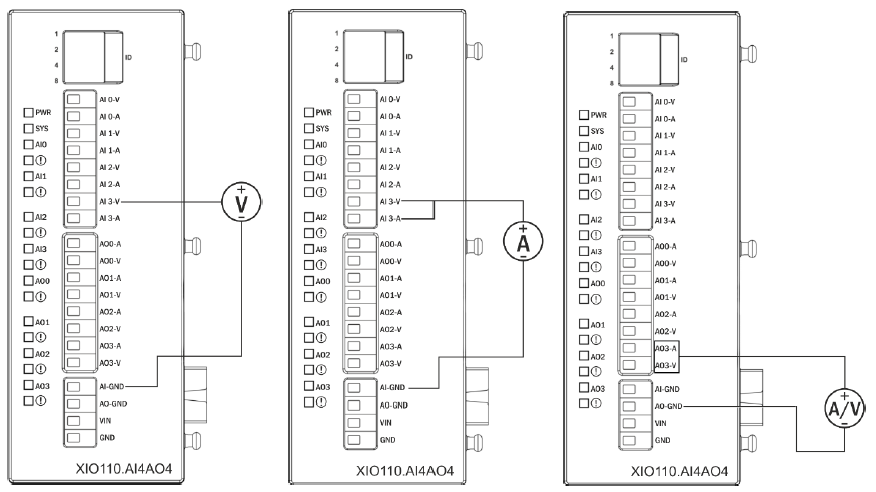 1
2
4
8
ID
AI 0-V
AI 0-A
AI 1-V
AI 1-A
AI 2-V
AI 2-A
AI 3-V
AI 3-A
PWR
SYS
AI0
!
AI1
!
AI2
!
AI3
!
AO0
!
AO1
!
AO2
!
AO3
!
AO0-A
AO0-V
AO1-A
AO1-V
AO2-A
AO2-V
AO3-A
AO3-V
AI-GND
AO-GND
VIN
GND
+
V
-
XIO110.AI4AO4
1
2
4
8
ID
AI 0-V
AI 0-A
AI 1-V
AI 1-A
AI 2-V
AI 2-A
AI 3-V
AI 3-A
PWR
SYS
AI0
!
AI1
!
AI2
!
AI3
!
AO0
!
AO1
!
AO2
!
AO3
!
AO0-A
AO0-V
AO1-A
AO1-V
AO2-A
AO2-V
AO3-A
AO3-V
AI-GND
AO-GND
VIN
GND
+
A
-
XIO110.AI4AO4
1
2
4
8
ID
AI 0-V
AI 0-A
AI 1-V
AI 1-A
AI 2-V
AI 2-A
AI 3-V
AI 3-A
PWR
SYS
AI0
!
AI1
!
AI2
!
AI3
!
AO0
!
AO1
!
AO2
!
AO3
!
AO0-A
AO0-V
AO1-A
AO1-V
AO2-A
AO2-V
AO3-A
AO3-V
AI-GND
AO-GND
VIN
GND
+
A/V
-
XIO110.AI4AO4